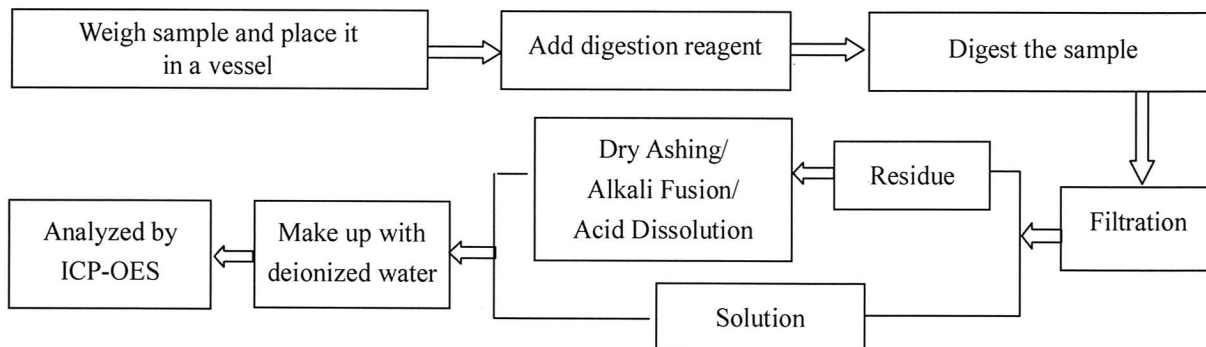 Weigh sample and place it
in a vessel
Add digestion reagent
Digest the sample
Filtration
Residue
Dry Ashing/
Alkali Fusion/
Acid Dissolution
Solution
Make up with
deionized water
Analyzed by
ICP-OES